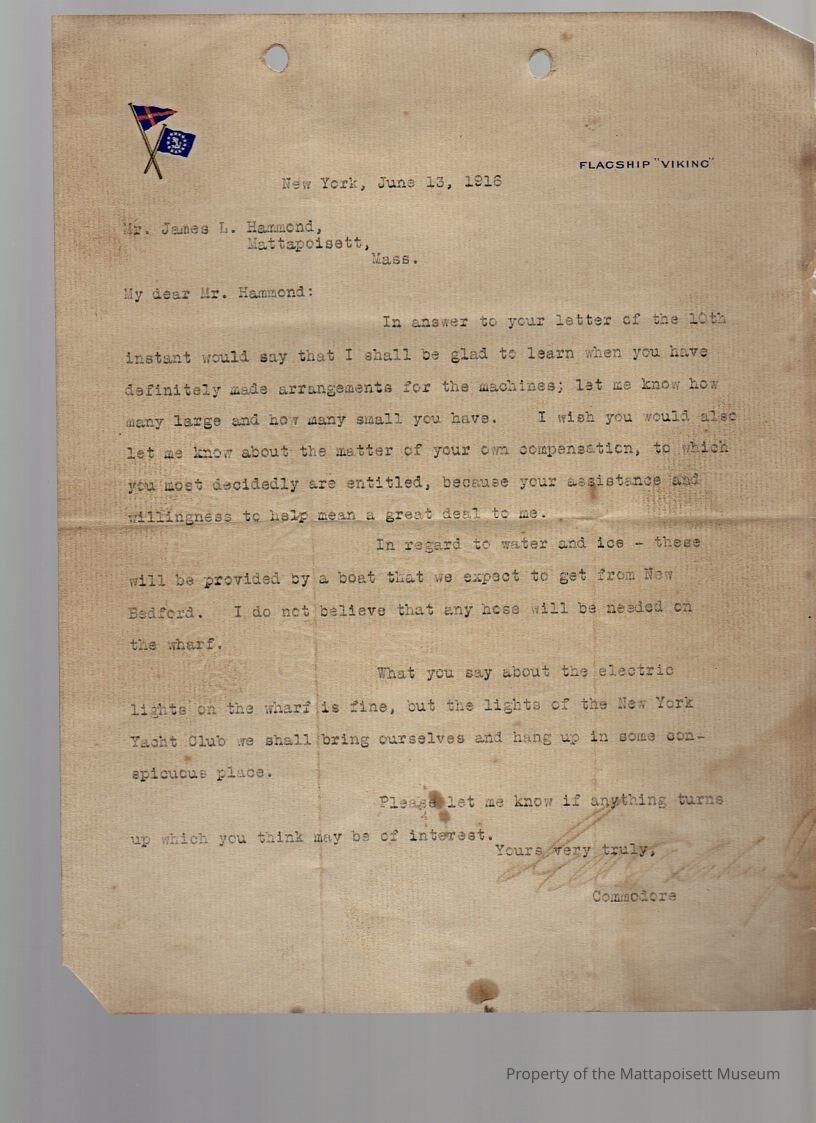 FLAGSHIP "VIKING"
New York, June 13, 1916
Mr. James L. Hammond,
Mattapoisett,
Mass.
My dear Mr. Hammond:
In answer to your letter of the 10th
instant would say that I shall be glad to learn when you have
definitely made arrangements for the machines; let me know how
many large and how many small you have. I wish you would also
let me know about the matter of your own compensation, to which
you most decidedly are entitled, because your assistance and
willingness to help mean a great deal to me.
In regard to water and ice - these
will be provided by a boat that we expect to get from New
Bedford. I do not believe that any hose will be needed on
the wharf.
What you say about the electric
lights on the wharf is fine, but the lights of the New York
Yacht Club we shall bring ourselves and hang up in some con-
spicuous place.
Please let me know if anything turns
up which you think may be of interest.
Yours very truly,
Commodore
Property of the Mattapoisett Museum